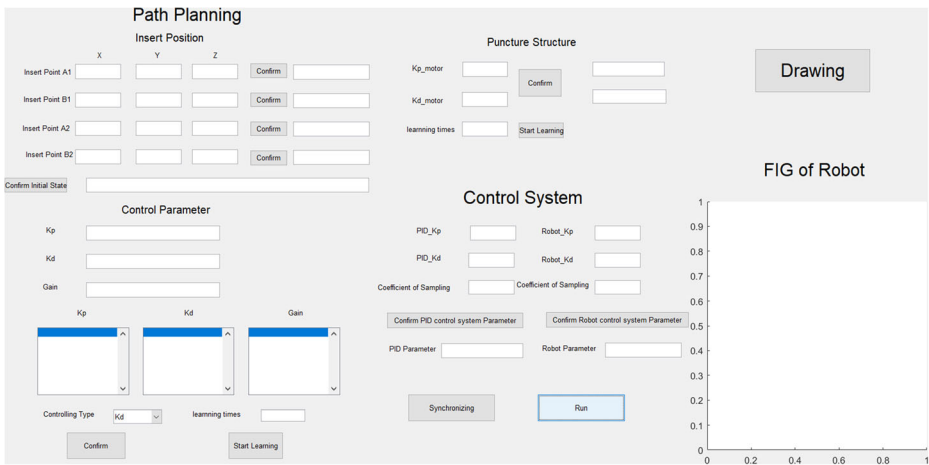 Path Planning
Insert Position
X Y Z
Insert Point A1 Confirm
Insert Point B1 Confirm
Insert Point A2 Confirm
Insert Point B2 Confirm
Confirm Initial State
Control Parameter
Kp
Kd
Gain
Kp Kd Gain
Controlling Type Kd learnning times
Confirm Start Learning
Puncture Structure
Kp_motor
Confirm
Kd_motor
learnning times Start Learning
Control System
PID_Kp Robot_Kp
PID_Kd Robot_Kd
Coefficient of Sampling Coefficient of Sampling
Confirm PID control system Parameter Confirm Robot control system Parameter
PID Parameter Robot Parameter
Synchronizing Run
Drawing
FIG of Robot
1
0.9
0.8
0.7
0.6
0.5
0.4
0.3
0.2
0.1
0
0 0.2 0.4 0.6 0.8 1